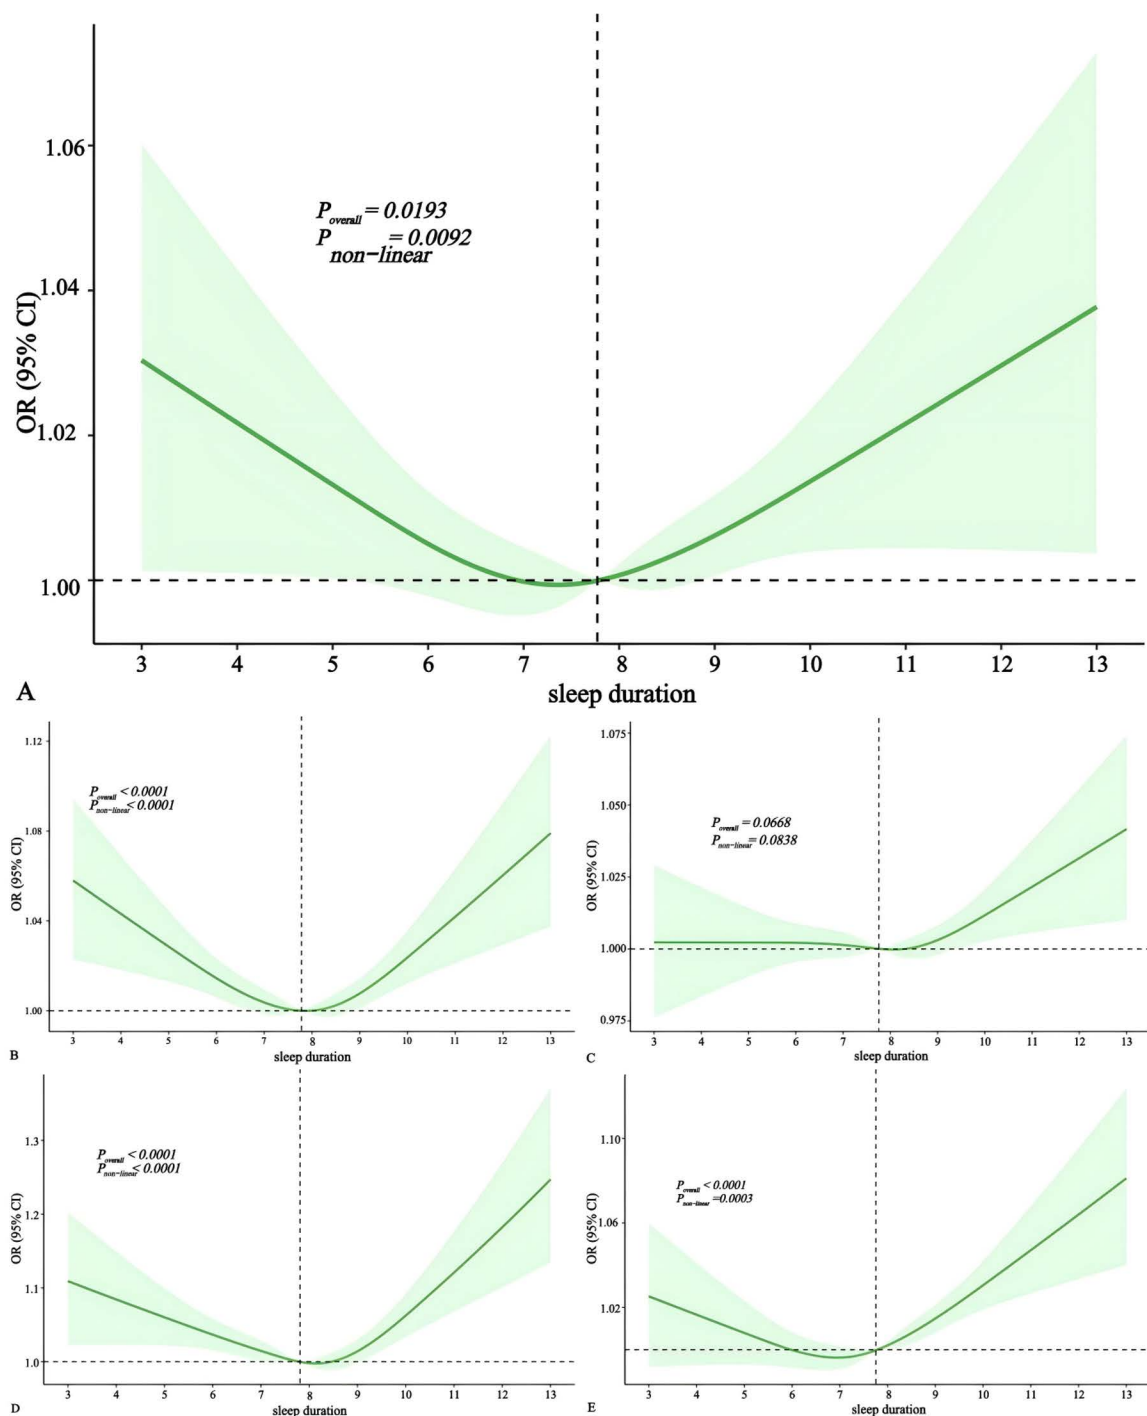 1.06
1.04
1.02
1.00
OR (95% CI)
P overall = 0.0193
P non-linear = 0.0092
3 4 5 6 7 8 9 10 11 12 13
A
sleep duration
1.12
1.08
1.04
1.00
OR (95% CI)
P overall < 0.0001
P non-linear < 0.0001
3 4 5 6 7 8 9 10 11 12 13
B
sleep duration
1.075
1.050
1.025
1.000
0.975
OR (95% CI)
P overall = 0.0668
P non-linear = 0.0838
3 4 5 6 7 8 9 10 11 12 13
C
sleep duration
1.3
1.2
1.1
1.0
OR (95% CI)
P overall < 0.0001
P non-linear < 0.0001
3 4 5 6 7 8 9 10 11 12 13
D
sleep duration
1.10
1.06
1.02
OR (95% CI)
P overall < 0.0001
P non-linear =0.0003
3 4 5 6 7 8 9 10 11 12 13
E
sleep duration